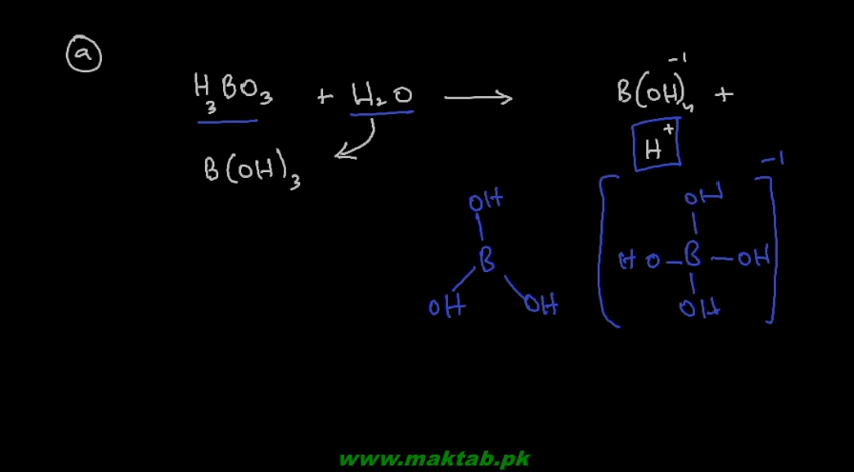 a
H₃BO₃ + H₂O ⟶ B(OH)₄⁻¹ +
H⁺
B(OH)₃
-1
OH OH
B HO-B-OH
OH OH OH
www.maktab.pk